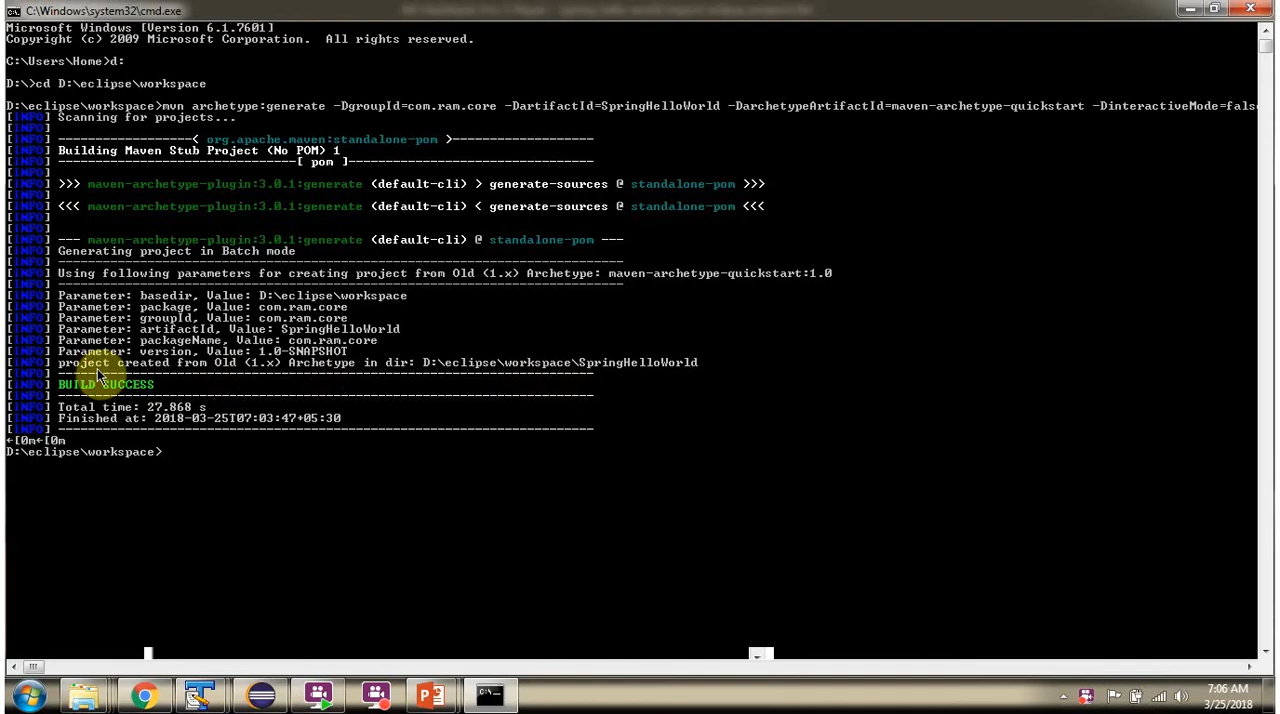 C:\Windows\system32\cmd.exe
Microsoft Windows [Version 6.1.7601]
Copyright (c) 2009 Microsoft Corporation.  All rights reserved.
C:\Users\Home>d:
D:\>cd D:\eclipse\workspace
D:\eclipse\workspace>mvn archetype:generate -DgroupId=com.ram.core -DartifactId=SpringHelloWorld -DarchetypeArtifactId=maven-archetype-quickstart -DinteractiveMode=false
[INFO] Scanning for projects...
[INFO]
[INFO] ------------------< org.apache.maven:standalone-pom >-------------------
[INFO] Building Maven Stub Project (No POM) 1
[INFO] --------------------------------[ pom ]---------------------------------
[INFO]
[INFO] >>> maven-archetype-plugin:3.0.1:generate (default-cli) > generate-sources @ standalone-pom >>>
[INFO]
[INFO] <<< maven-archetype-plugin:3.0.1:generate (default-cli) < generate-sources @ standalone-pom <<<
[INFO]
[INFO]
[INFO] --- maven-archetype-plugin:3.0.1:generate (default-cli) @ standalone-pom ---
[INFO] Generating project in Batch mode
[INFO] ----------------------------------------------------------------------------
[INFO] Using following parameters for creating project from Old (1.x) Archetype: maven-archetype-quickstart:1.0
[INFO] ----------------------------------------------------------------------------
[INFO] Parameter: basedir, Value: D:\eclipse\workspace
[INFO] Parameter: package, Value: com.ram.core
[INFO] Parameter: groupId, Value: com.ram.core
[INFO] Parameter: artifactId, Value: SpringHelloWorld
[INFO] Parameter: packageName, Value: com.ram.core
[INFO] Parameter: version, Value: 1.0-SNAPSHOT
[INFO] project created from Old (1.x) Archetype in dir: D:\eclipse\workspace\SpringHelloWorld
[INFO] ------------------------------------------------------------------------
[INFO] BUILD SUCCESS
[INFO] ------------------------------------------------------------------------
[INFO] Total time: 27.868 s
[INFO] Finished at: 2018-03-25T07:03:47+05:30
[INFO] ------------------------------------------------------------------------
←[0m←[0m
D:\eclipse\workspace>
7:06 AM
3/25/2018